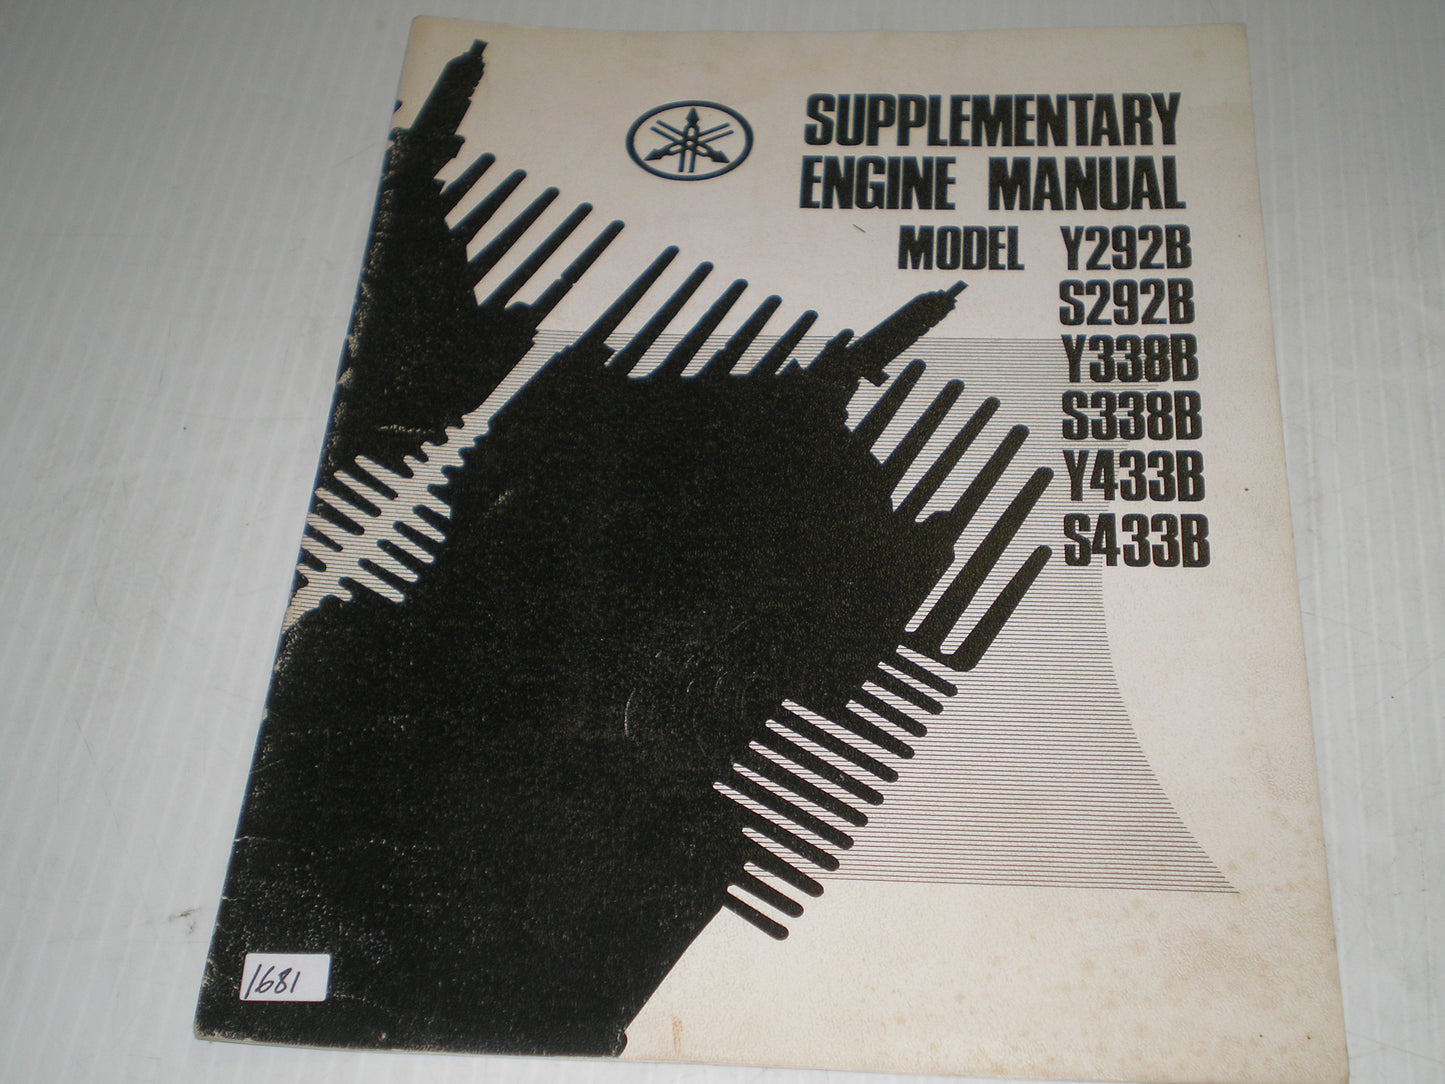 SUPPLEMENTARY
ENGINE MANUAL
MODEL Y292B
S292B
Y338B
S338B
Y433B
S433B
1681